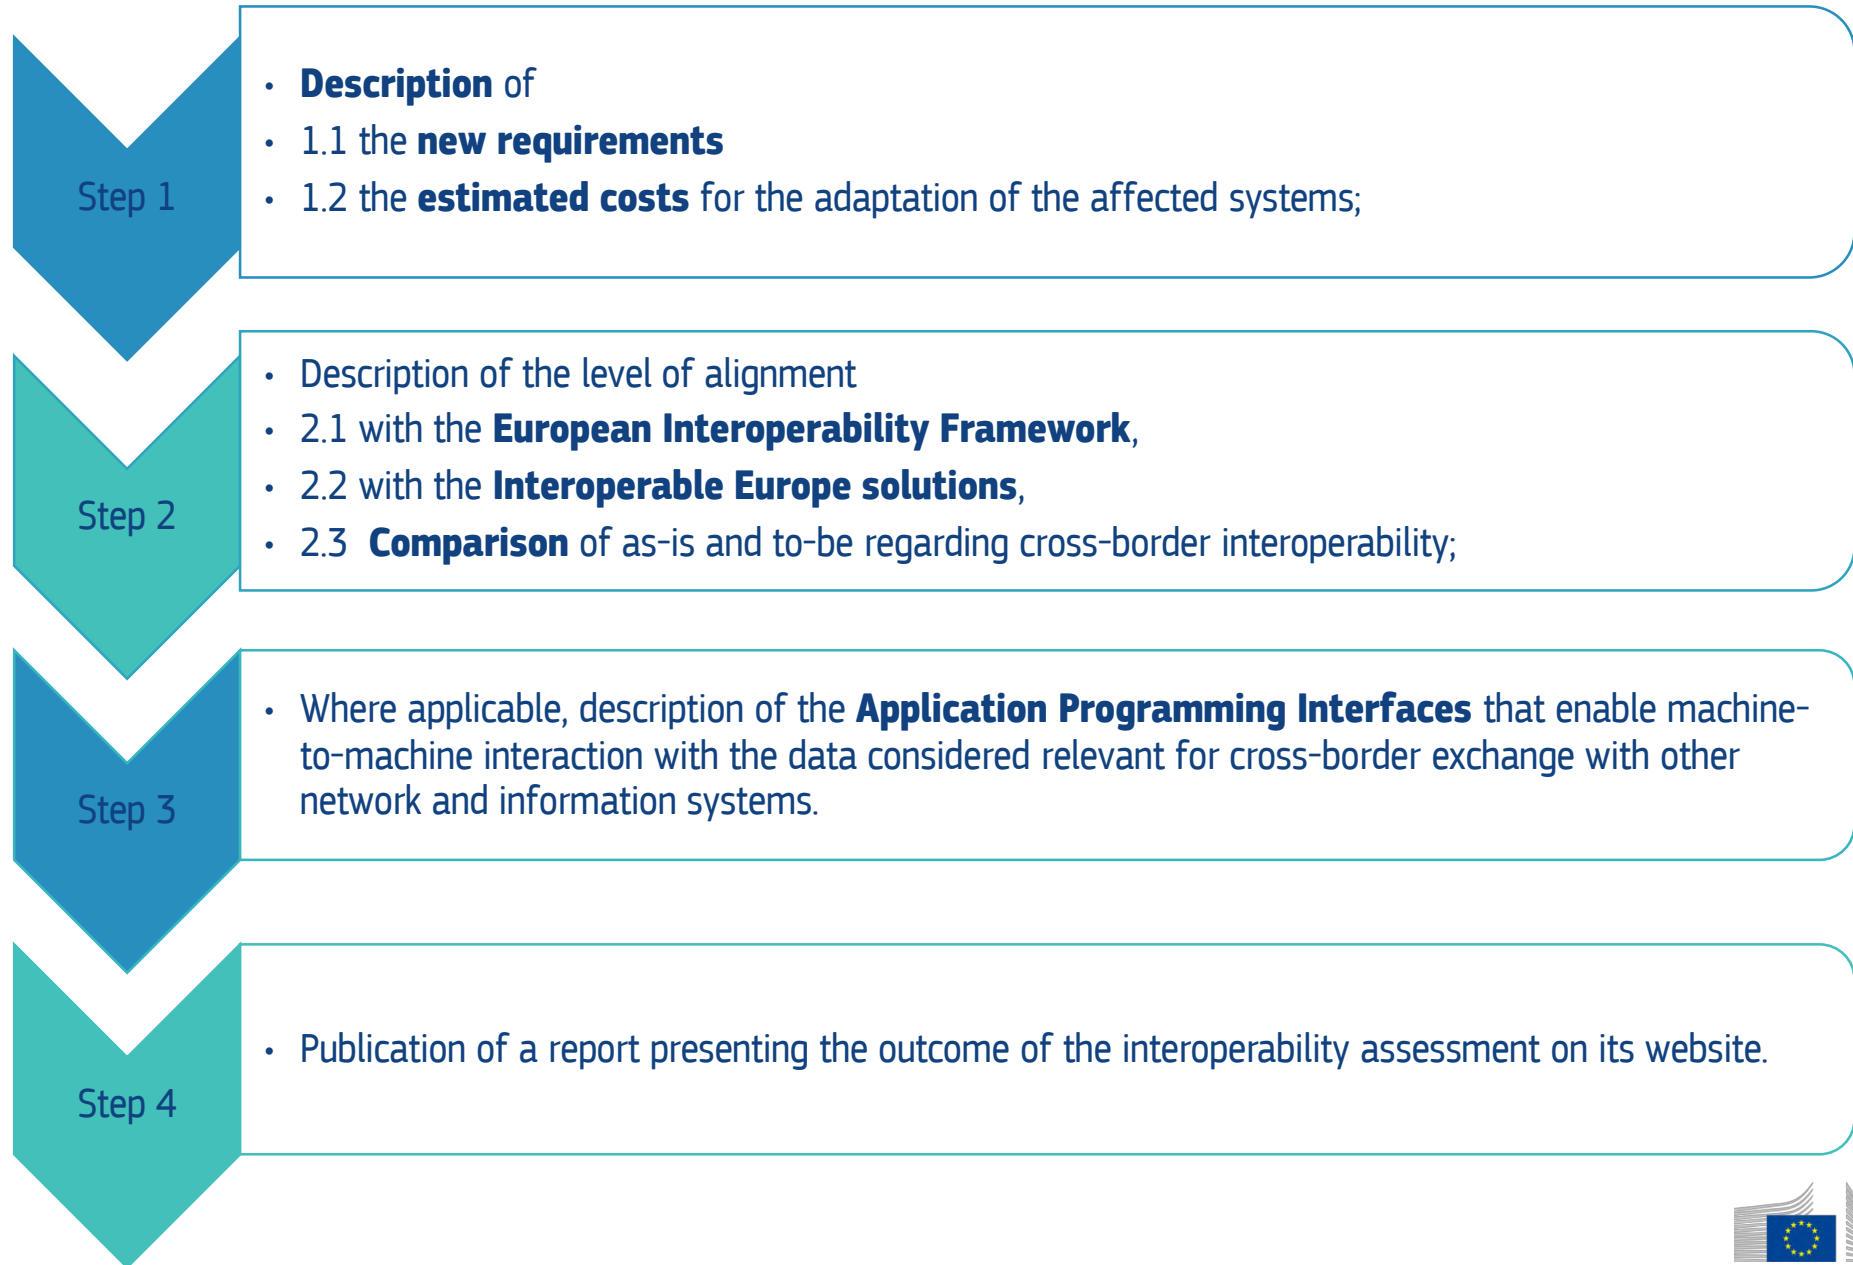 Step 1
• Description of
• 1.1 the new requirements
• 1.2 the estimated costs for the adaptation of the affected systems;
Step 2
• Description of the level of alignment
• 2.1 with the European Interoperability Framework,
• 2.2 with the Interoperable Europe solutions,
• 2.3 Comparison of as-is and to-be regarding cross-border interoperability;
Step 3
• Where applicable, description of the Application Programming Interfaces that enable machine-
to-machine interaction with the data considered relevant for cross-border exchange with other
network and information systems.
Step 4
• Publication of a report presenting the outcome of the interoperability assessment on its website.